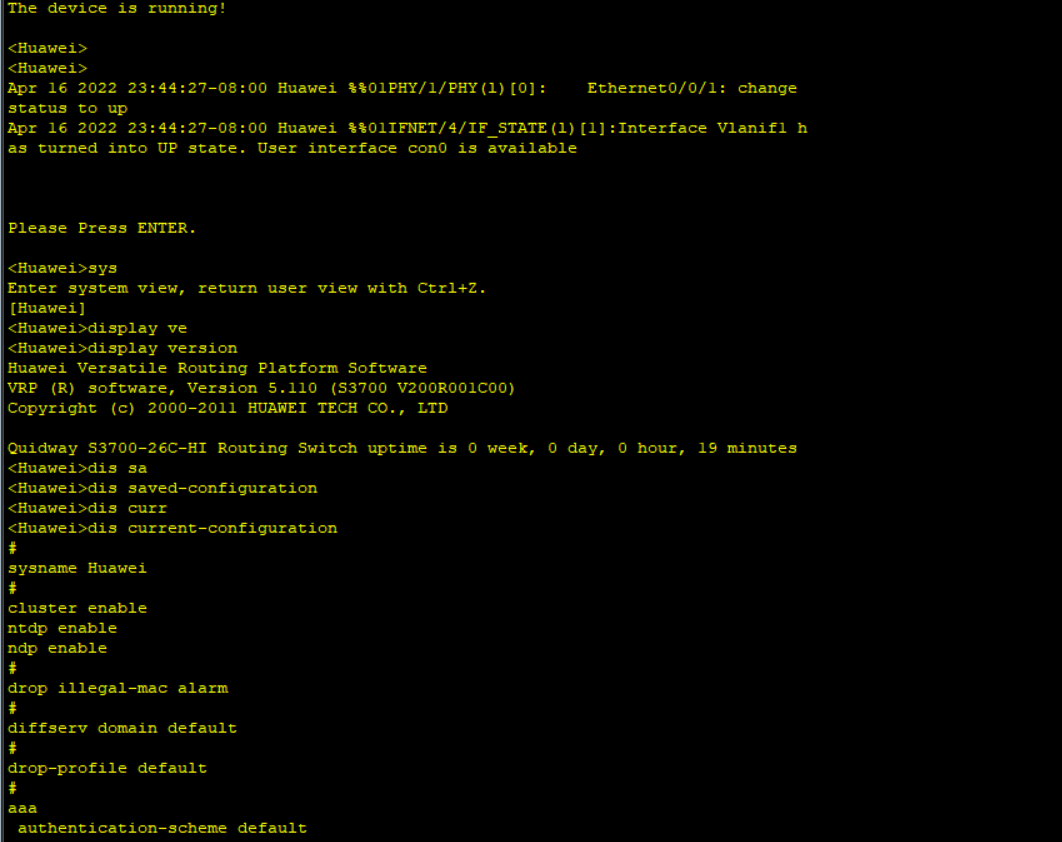 The device is running!
<Huawei>
<Huawei>
Apr 16 2022 23:44:27-08:00 Huawei %%01PHY/1/PHY(l)[0]:    Ethernet0/0/1: change
status to up
Apr 16 2022 23:44:27-08:00 Huawei %%01IFNET/4/IF_STATE(l)[1]:Interface Vlanif1 h
as turned into UP state. User interface con0 is available
Please Press ENTER.
<Huawei>sys
Enter system view, return user view with Ctrl+Z.
[Huawei]
<Huawei>display ve
<Huawei>display version
Huawei Versatile Routing Platform Software
VRP (R) software, Version 5.110 (S3700 V200R001C00)
Copyright (c) 2000-2011 HUAWEI TECH CO., LTD
Quidway S3700-26C-HI Routing Switch uptime is 0 week, 0 day, 0 hour, 19 minutes
<Huawei>dis sa
<Huawei>dis saved-configuration
<Huawei>dis curr
<Huawei>dis current-configuration
#
sysname Huawei
#
cluster enable
ntdp enable
ndp enable
#
drop illegal-mac alarm
#
diffserv domain default
#
drop-profile default
#
aaa
 authentication-scheme default